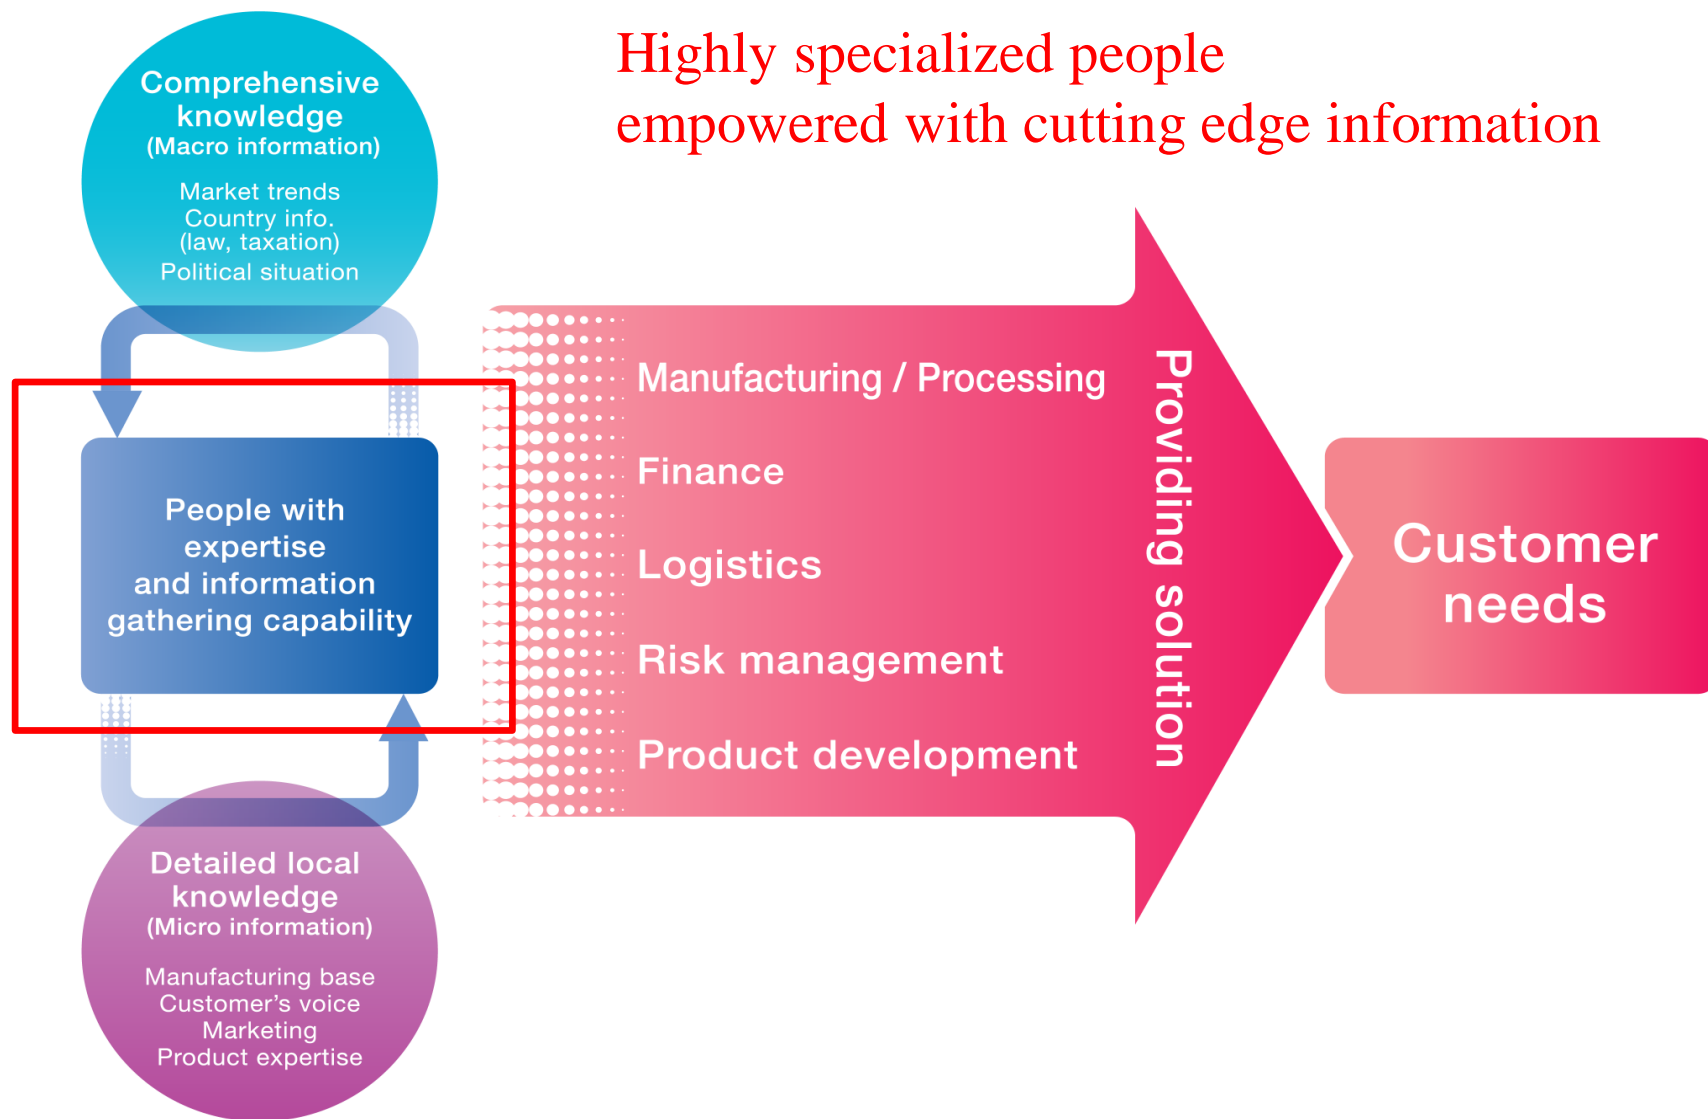 Highly specialized people
empowered with cutting edge information
Comprehensive
knowledge
(Macro information)
Market trends
Country info.
(law, taxation)
Political situation
People with
expertise
and information
gathering capability
Detailed local
knowledge
(Micro information)
Manufacturing base
Customer’s voice
Marketing
Product expertise
Manufacturing / Processing
Finance
Logistics
Risk management
Product development
Providing solution
Customer
needs